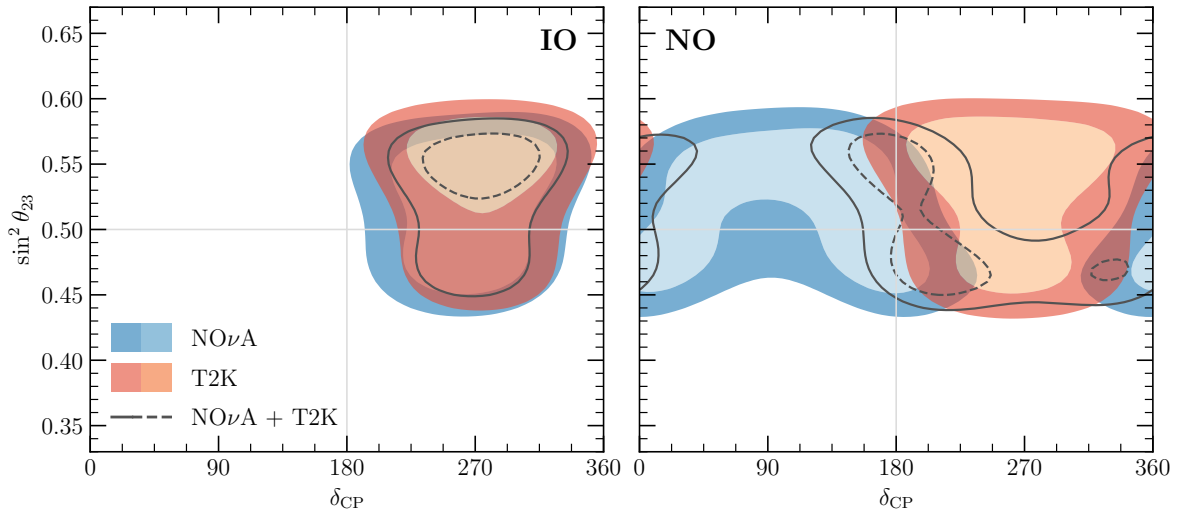 IO
NO
0.65
0.60
0.55
0.50
0.45
0.40
0.35
sin² θ₂₃
NOνA
T2K
NOνA + T2K
0 90 180 270 360
0 90 180 270 360
δCP
δCP